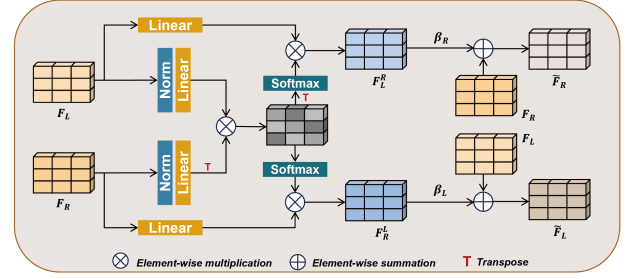 Linear
Norm
Linear
F_L
Softmax
T
F_L^R
β_R
F̃_R
F_R
F_L
Norm
Linear
T
F_R
Softmax
Linear
F_R^L
β_L
F̃_L
Element-wise multiplication
Element-wise summation
T Transpose